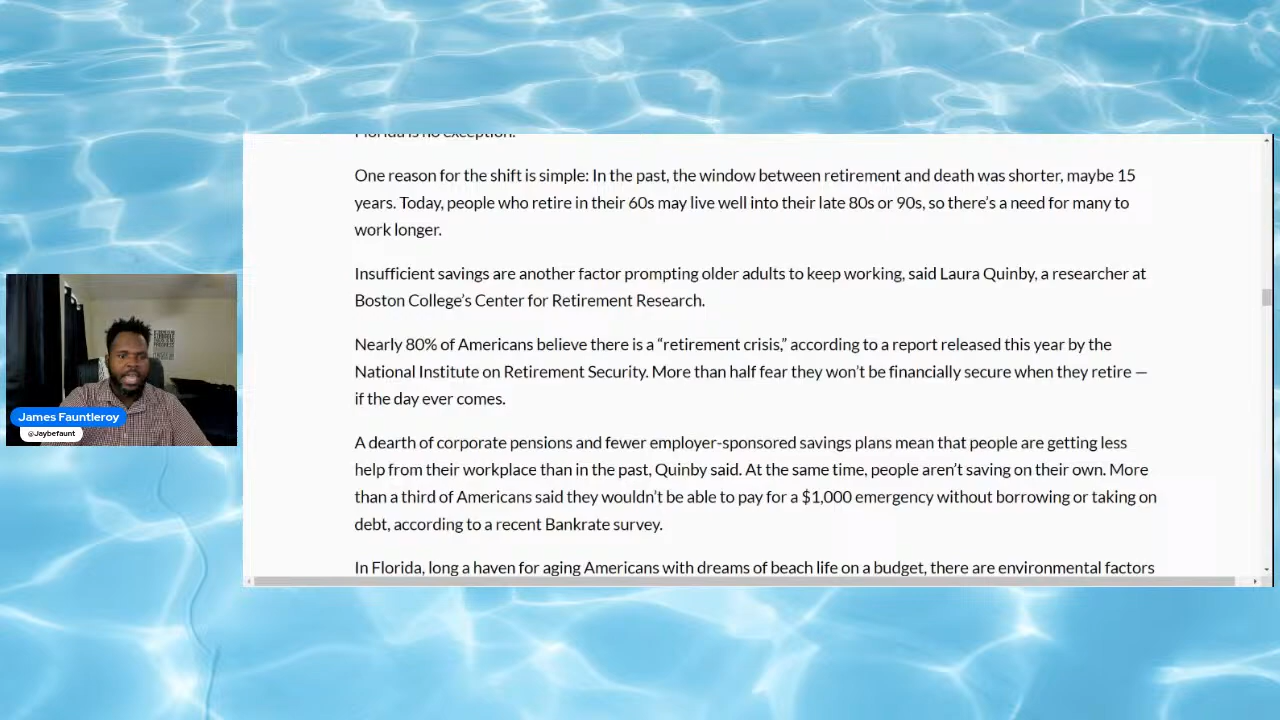 Florida is no exception.
One reason for the shift is simple: In the past, the window between retirement and death was shorter, maybe 15
years. Today, people who retire in their 60s may live well into their late 80s or 90s, so there’s a need for many to
work longer.
Insufficient savings are another factor prompting older adults to keep working, said Laura Quinby, a researcher at
Boston College’s Center for Retirement Research.
Nearly 80% of Americans believe there is a “retirement crisis,” according to a report released this year by the
National Institute on Retirement Security. More than half fear they won’t be financially secure when they retire —
if the day ever comes.
A dearth of corporate pensions and fewer employer-sponsored savings plans mean that people are getting less
help from their workplace than in the past, Quinby said. At the same time, people aren’t saving on their own. More
than a third of Americans said they wouldn’t be able to pay for a $1,000 emergency without borrowing or taking on
debt, according to a recent Bankrate survey.
In Florida, long a haven for aging Americans with dreams of beach life on a budget, there are environmental factors
James Fauntleroy
@Jaybefaunt